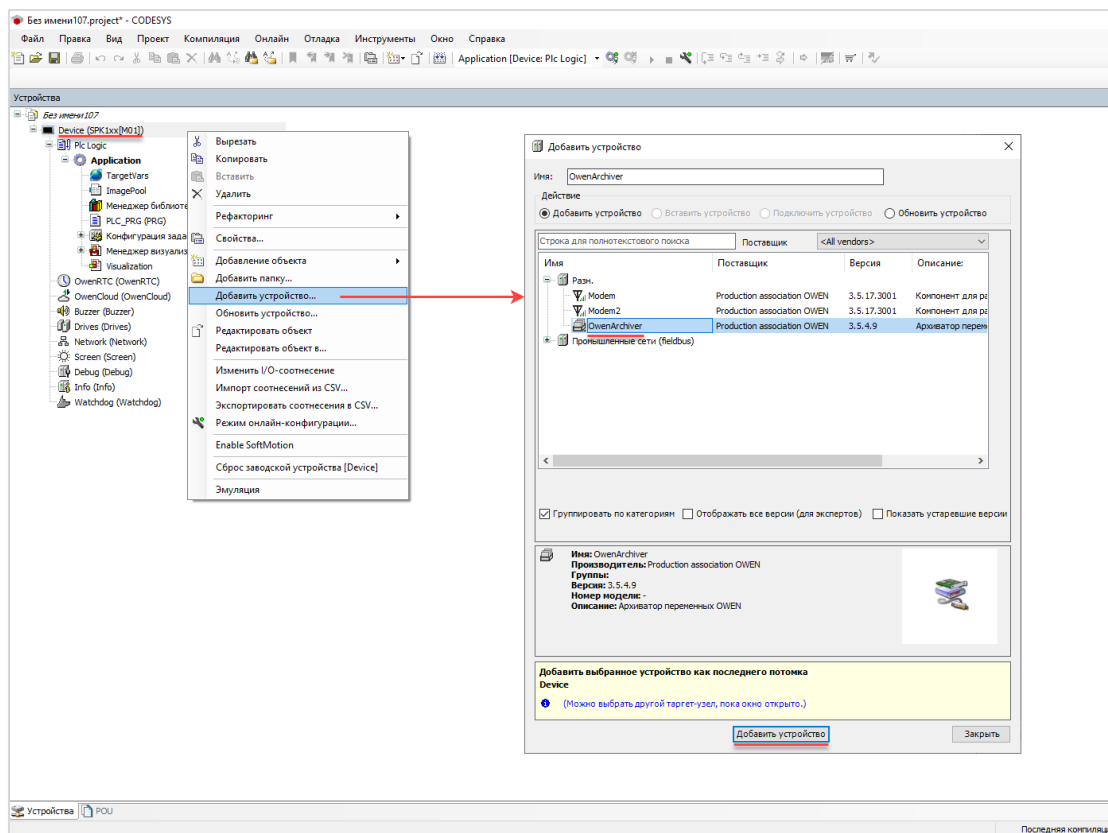 Без имени107.project* - CODESYS
Файл Правка Вид Проект Компиляция Онлайн Отладка Инструменты Окно Справка
Application [Device: Plc Logic]
Устройства
Без имени107
Device (SPK1xx[M01])
Plc Logic
Application
TargetVars
ImagePool
Менеджер библиоте
PLC_PRG (PRG)
Конфигурация зада
Менеджер визуализ
Visualization
OwenRTC (OwenRTC)
OwenCloud (OwenCloud)
Buzzer (Buzzer)
Drives (Drives)
Network (Network)
Screen (Screen)
Debug (Debug)
Info (Info)
Watchdog (Watchdog)
Вырезать
Копировать
Вставить
Удалить
Рефакторинг
Свойства...
Добавление объекта
Добавить папку...
Добавить устройство...
Обновить устройство...
Редактировать объект
Редактировать объект в...
Изменить I/O-соотнесение
Импорт соотнесений из CSV...
Экспортировать соотнесения в CSV...
Режим онлайн-конфигурации...
Enable SoftMotion
Сброс заводской устройства [Device]
Эмуляция
Добавить устройство
Имя: OwenArchiver
Действие
Добавить устройство Вставить устройство Подключить устройство Обновить устройство
Строка для полнотекстового поиска Поставщик <All vendors>
Имя Поставщик Версия Описание:
Разн.
Modem Production association OWEN 3.5.17.3001 Компонент для ра
Modem2 Production association OWEN 3.5.17.3001 Компонент для ра
OwenArchiver Production association OWEN 3.5.4.9 Архиватор перем
Промышленные сети (fieldbus)
Группировать по категориям Отображать все версии (для экспертов) Показать устаревшие версии
Имя: OwenArchiver
Производитель: Production association OWEN
Группы:
Версия: 3.5.4.9
Номер модели: -
Описание: Архиватор переменных OWEN
Добавить выбранное устройство как последнего потомка
Device
(Можно выбрать другой таргет-узел, пока окно открыто.)
Добавить устройство Закрыть
Устройства POU
Последняя компиляци